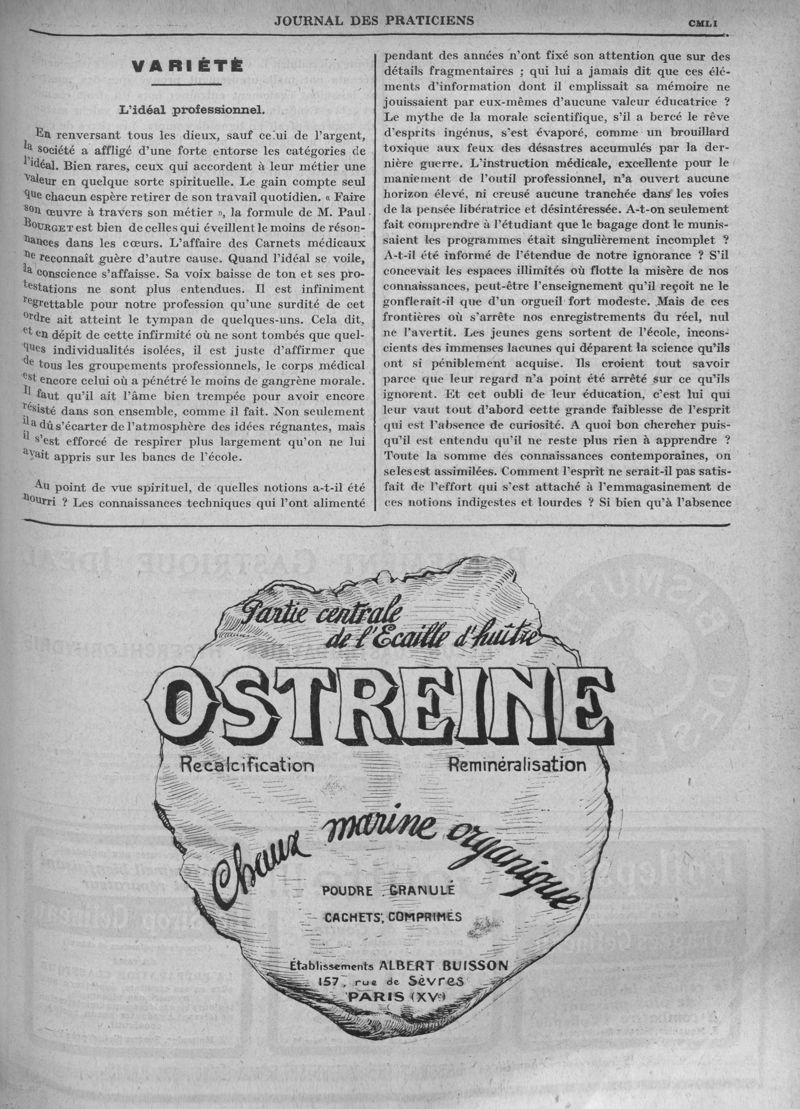 JOURNAL DES PRATICIENS
CMLI
VARIÉTÉ
L'idéal professionnel.
En renversant tous les dieux, sauf celui de l'argent,
la société a affligé d'une forte entorse les catégories de
l'idéal. Bien rares, ceux qui accordent à leur métier une
valeur en quelque sorte spirituelle. Le gain compte seul
que chacun espère retirer de son travail quotidien. « Faire
son œuvre à travers son métier », la formule de M. Paul
BOURGET est bien de celles qui éveillent le moins de réson-
nances dans les cœurs. L'affaire des Carnets médicaux
ne reconnaît guère d'autre cause. Quand l'idéal se voile,
la conscience s'affaisse. Sa voix baisse de ton et ses pro-
testations ne sont plus entendues. Il est infiniment
regrettable pour notre profession qu'une surdité de cet
ordre ait atteint le tympan de quelques-uns. Cela dit,
et en dépit de cette infirmité où ne sont tombés que quel-
ques individualités isolées, il est juste d'affirmer que
de tous les groupements professionnels, le corps médical
est encore celui où a pénétré le moins de gangrène morale.
Il faut qu'il ait l'âme bien trempée pour avoir encore
résisté dans son ensemble, comme il fait. Non seulement
il a dû s'écarter de l'atmosphère des idées régnantes, mais
il s'est efforcé de respirer plus largement qu'on ne lui
avait appris sur les bancs de l'école.
Au point de vue spirituel, de quelles notions a-t-il été
nourri ? Les connaissances techniques qui l'ont alimenté
pendant des années n'ont fixé son attention que sur des
détails fragmentaires ; qui lui a jamais dit que ces élé-
ments d'information dont il emplissait sa mémoire ne
jouissaient par eux-mêmes d'aucune valeur éducatrice ?
Le mythe de la morale scientifique, s'il a bercé le rêve
d'esprits ingénus, s'est évaporé, comme un brouillard
toxique aux feux des désastres accumulés par la der-
nière guerre. L'instruction médicale, excellente pour le
maniement de l'outil professionnel, n'a ouvert aucune
horizon élevé, ni creusé aucune tranchée dans les voies
de la pensée libératrice et désintéressée. A-t-on seulement
fait comprendre à l'étudiant que le bagage dont le munis-
saient les programmes était singulièrement incomplet ?
A-t-il été informé de l'étendue de notre ignorance ? S'il
concevait les espaces illimités où flotte la misère de nos
connaissances, peut-être l'enseignement qu'il reçoit ne le
gonflerait-il que d'un orgueil fort modeste. Mais de ces
frontières où s'arrête nos enregistrements du réel, nul
ne l'avertit. Les jeunes gens sortent de l'école, incons-
cients des immenses lacunes qui déparent la science qu'ils
ont si péniblement acquise. Ils croient tout savoir
parce que leur regard n'a point été arrêté sur ce qu'ils
ignorent. Et cet oubli de leur éducation, c'est lui qui
leur vaut tout d'abord cette grande faiblesse de l'esprit
qui est l'absence de curiosité. A quoi bon chercher puis-
qu'il est entendu qu'il ne reste plus rien à apprendre ?
Toute la somme des connaissances contemporaines, on
se les est assimilées. Comment l'esprit ne serait-il pas satis-
fait de l'effort qui s'est attaché à l'emmagasinement de
ces notions indigestes et lourdes ? Si bien qu'à l'absence
Partie centrale
de l'Ecaille d'huître
OSTREINE
Recalcification
Reminéralisation
Chaux marine organique
POUDRE, GRANULÉ
CACHETS, COMPRIMÉS
Établissements ALBERT BUISSON
157, rue de Sèvres
PARIS (XVe)